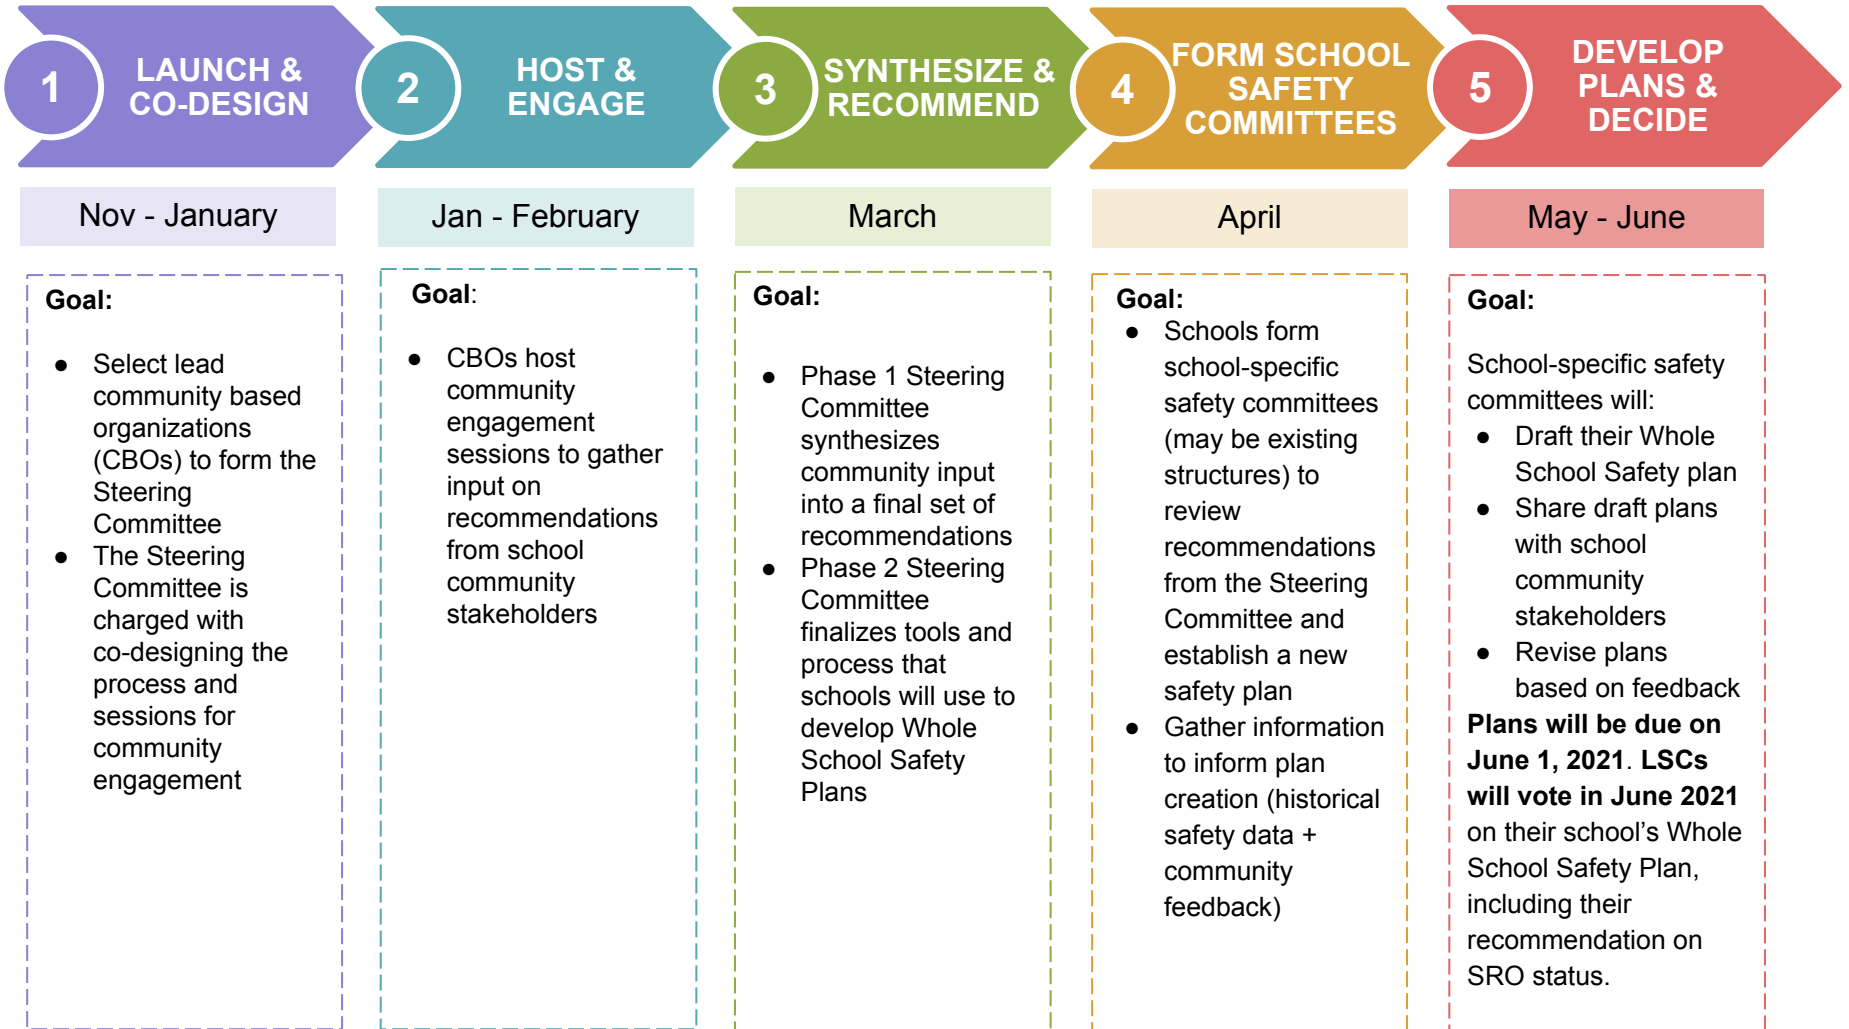 1
LAUNCH &
CO-DESIGN
Nov - January
Goal:
● Select lead
community based
organizations
(CBOs) to form the
Steering
Committee
● The Steering
Committee is
charged with
co-designing the
process and
sessions for
community
engagement
2
HOST &
ENGAGE
Jan - February
Goal:
● CBOs host
community
engagement
sessions to gather
input on
recommendations
from school
community
stakeholders
3
SYNTHESIZE &
RECOMMEND
March
Goal:
● Phase 1 Steering
Committee
synthesizes
community input
into a final set of
recommendations
● Phase 2 Steering
Committee
finalizes tools and
process that
schools will use to
develop Whole
School Safety
Plans
4
FORM SCHOOL
SAFETY
COMMITTEES
April
Goal:
● Schools form
school-specific
safety committees
(may be existing
structures) to
review
recommendations
from the Steering
Committee and
establish a new
safety plan
● Gather information
to inform plan
creation (historical
safety data +
community
feedback)
5
DEVELOP
PLANS &
DECIDE
May - June
Goal:
School-specific safety
committees will:
● Draft their Whole
School Safety plan
● Share draft plans
with school
community
stakeholders
● Revise plans
based on feedback
Plans will be due on
June 1, 2021. LSCs
will vote in June 2021
on their school's Whole
School Safety Plan,
including their
recommendation on
SRO status.